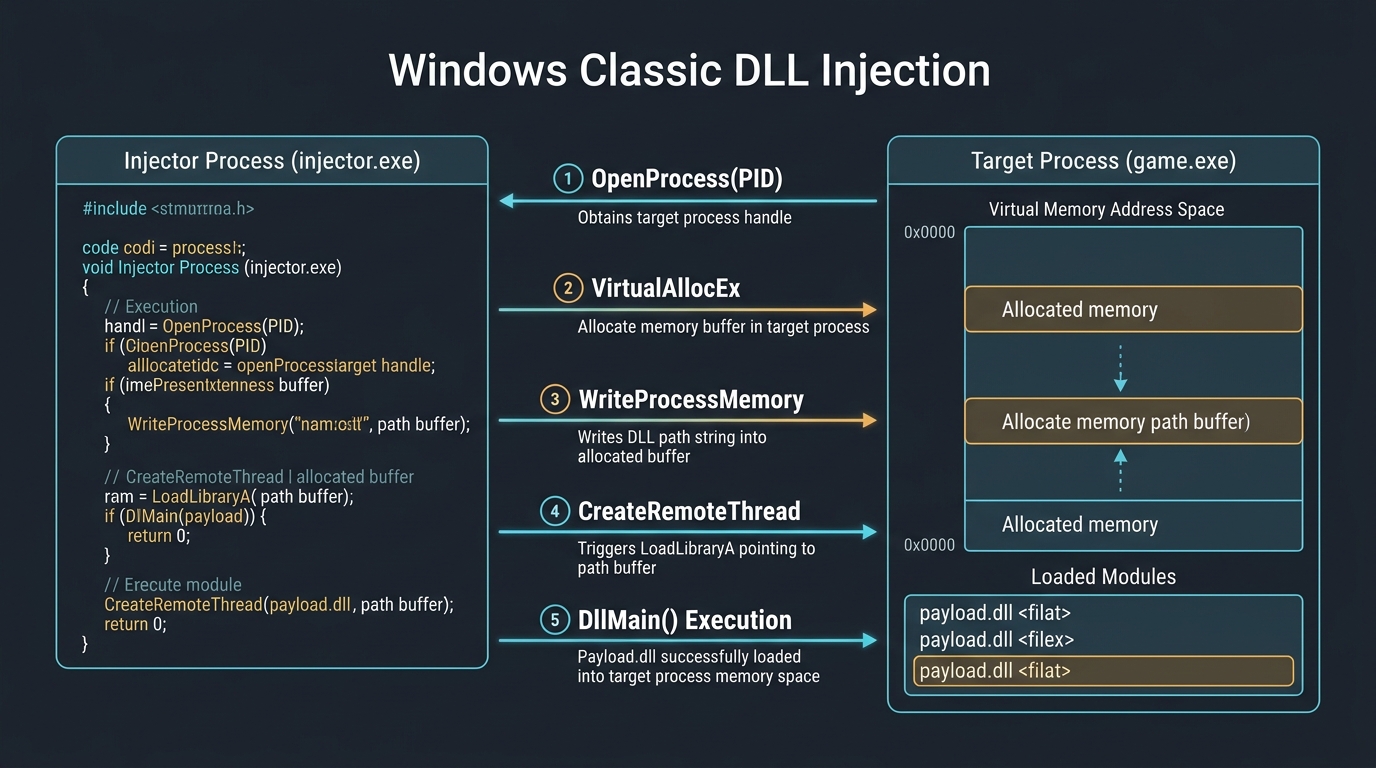 Windows Classic DLL Injection
Injector Process (injector.exe)
#include
code codi = process
void Injector Process (injector.exe)
{
// Execution
handl = OpenProcess(PID);
if (CloenProcess(PID)
= openProcess handle;
if ( buffer)
{
WriteProcessMemory( , path buffer);
}
// CreateRemoteThread | allocated buffer
ram = LoadLibraryA( path buffer);
if (DllMain(payload)) {
return 0;
}
// Erecute module
CreateRemoteThread(payload.dll, path buffer);
return 0;
}
1 OpenProcess(PID)
Obtains target process handle
2 VirtualAllocEx
Allocate memory buffer in target process
3 WriteProcessMemory
Writes DLL path string into
allocated buffer
4 CreateRemoteThread
Triggers LoadLibraryA pointing to
path buffer
5 DllMain() Execution
Payload.dll successfully loaded
into target process memory space
Target Process (game.exe)
Virtual Memory Address Space
0x0000
Allocated memory
Allocate memory path buffer)
Allocated memory
0x0000
Loaded Modules
payload.dll <filat>
payload.dll <filex>
payload.dll <filat>